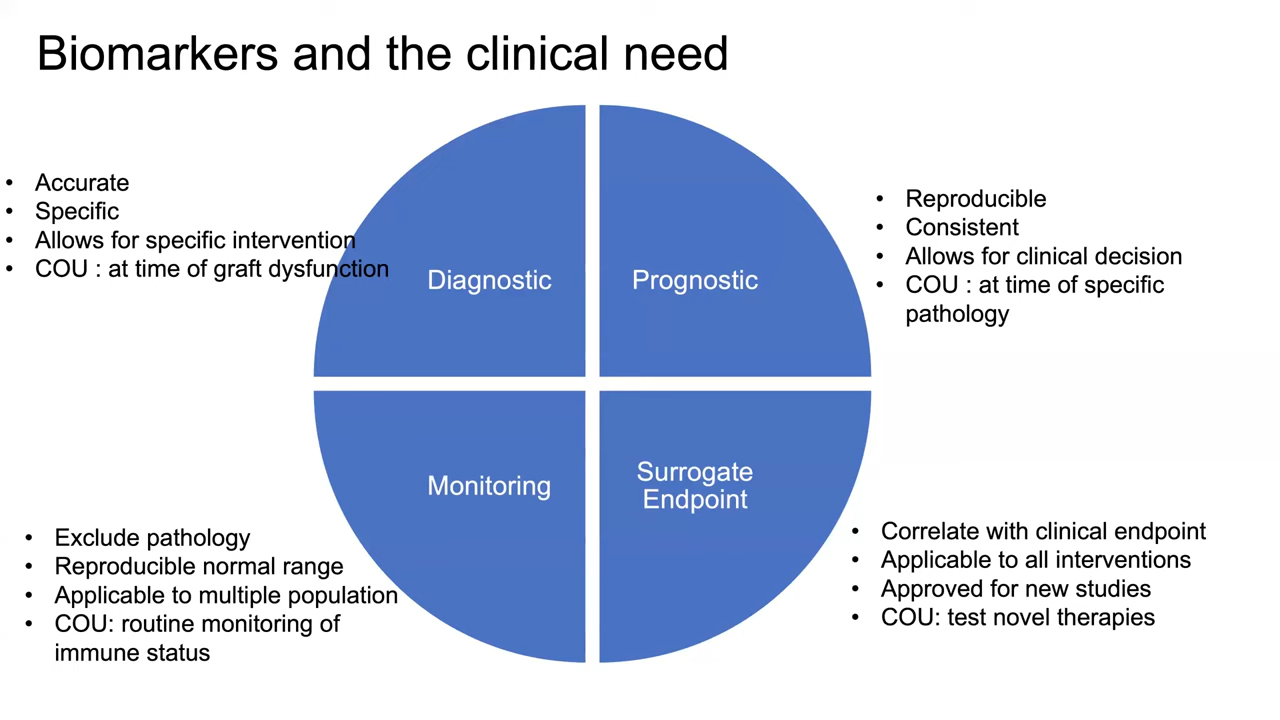 Biomarkers and the clinical need
• Accurate
• Specific
• Allows for specific intervention
• COU : at time of graft dysfunction
Diagnostic
Prognostic
• Reproducible
• Consistent
• Allows for clinical decision
• COU : at time of specific
pathology
Monitoring
Surrogate
Endpoint
• Exclude pathology
• Reproducible normal range
• Applicable to multiple population
• COU: routine monitoring of
immune status
• Correlate with clinical endpoint
• Applicable to all interventions
• Approved for new studies
• COU: test novel therapies